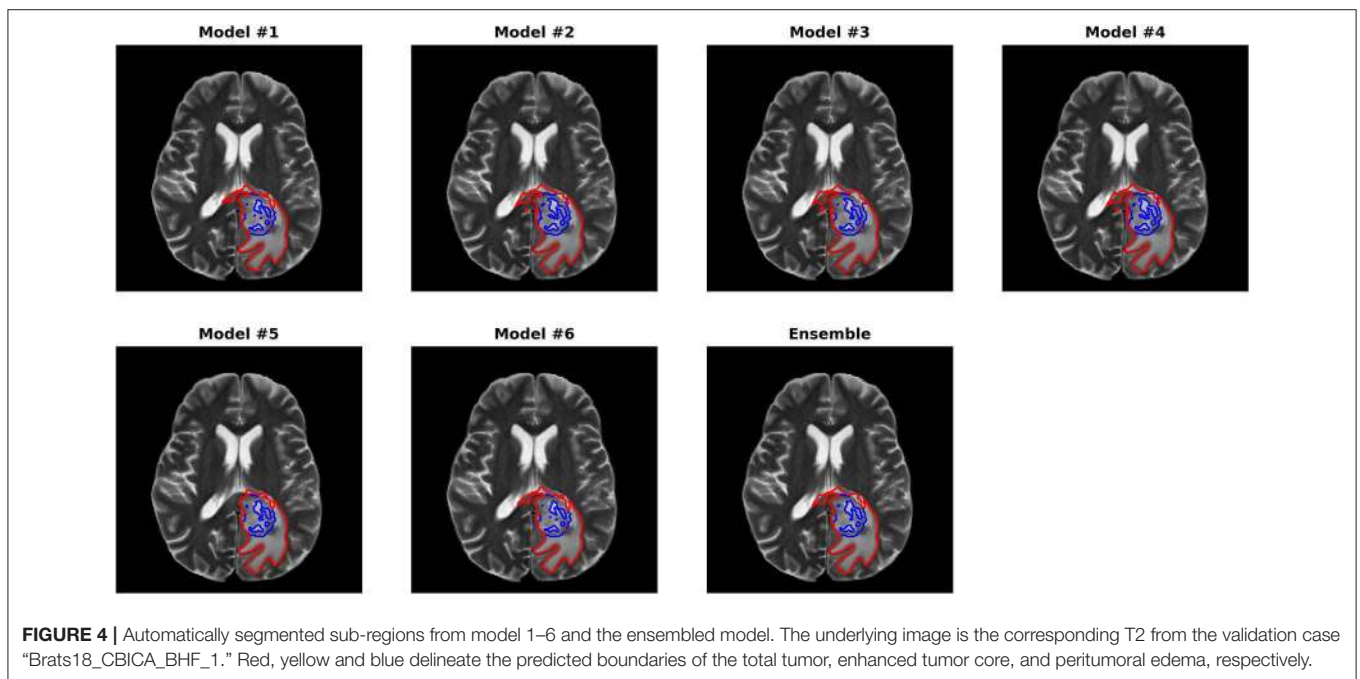 Model #1
Model #2
Model #3
Model #4
Model #5
Model #6
Ensemble
FIGURE 4 | Automatically segmented sub-regions from model 1–6 and the ensembled model. The underlying image is the corresponding T2 from the validation case
“Brats18_CBICA_BHF_1.” Red, yellow and blue delineate the predicted boundaries of the total tumor, enhanced tumor core, and peritumoral edema, respectively.